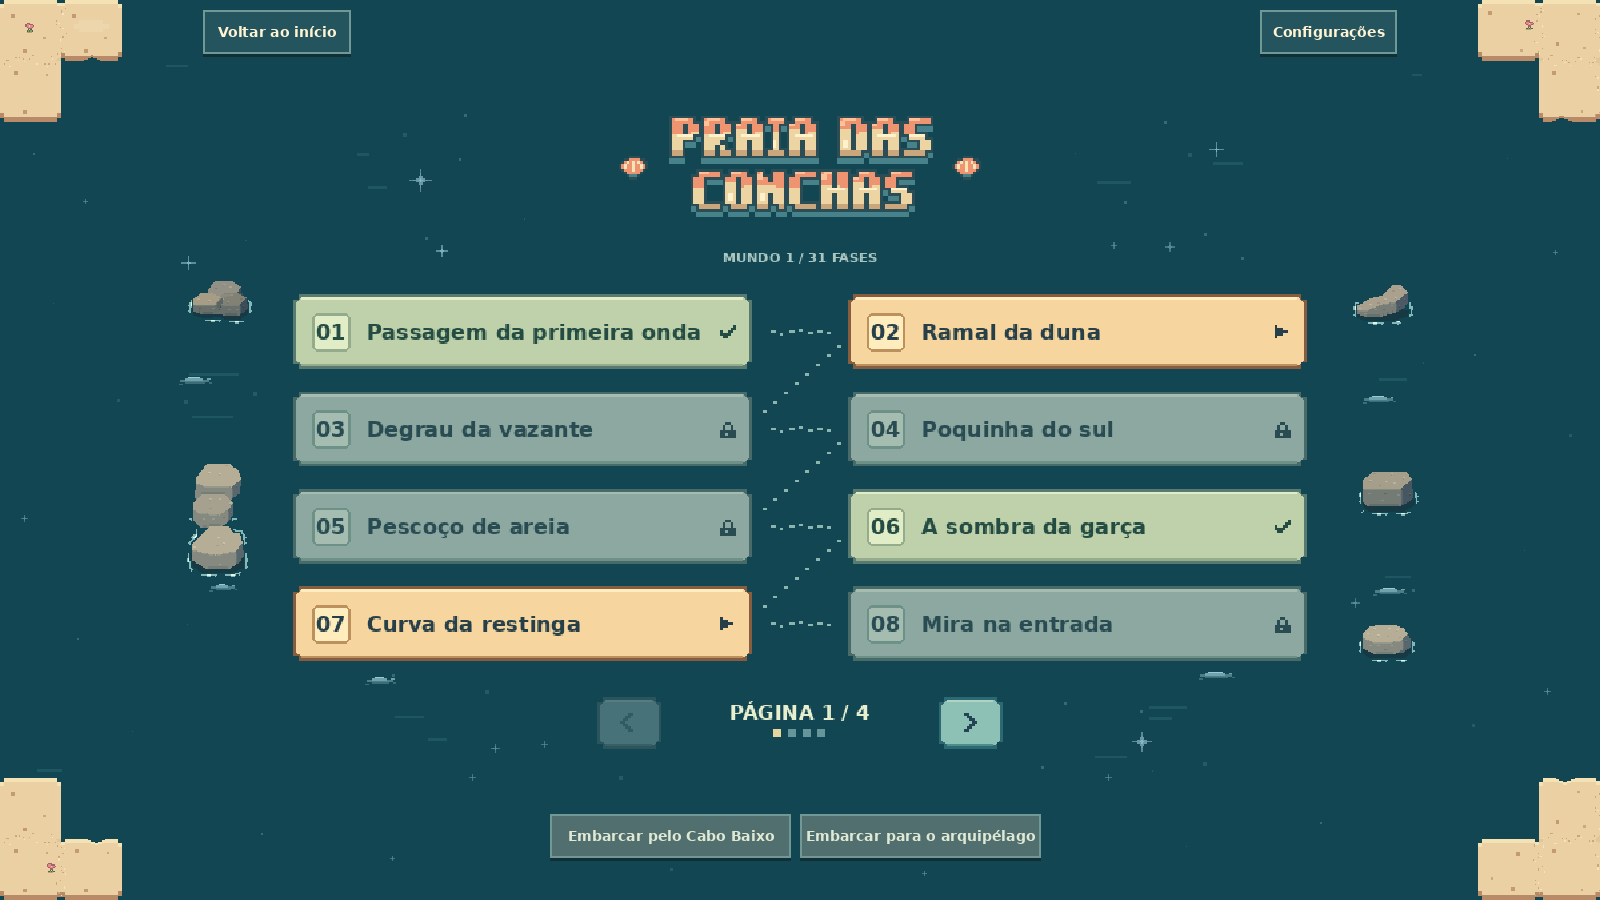 Voltar ao início
Configurações
PRAIA DAS
CONCHAS
MUNDO 1 / 31 FASES
01 Passagem da primeira onda
02 Ramal da duna
03 Degrau da vazante
04 Poquinha do sul
05 Pescoço de areia
06 A sombra da garça
07 Curva da restinga
08 Mira na entrada
PÁGINA 1 / 4
Embarcar pelo Cabo Baixo
Embarcar para o arquipélago